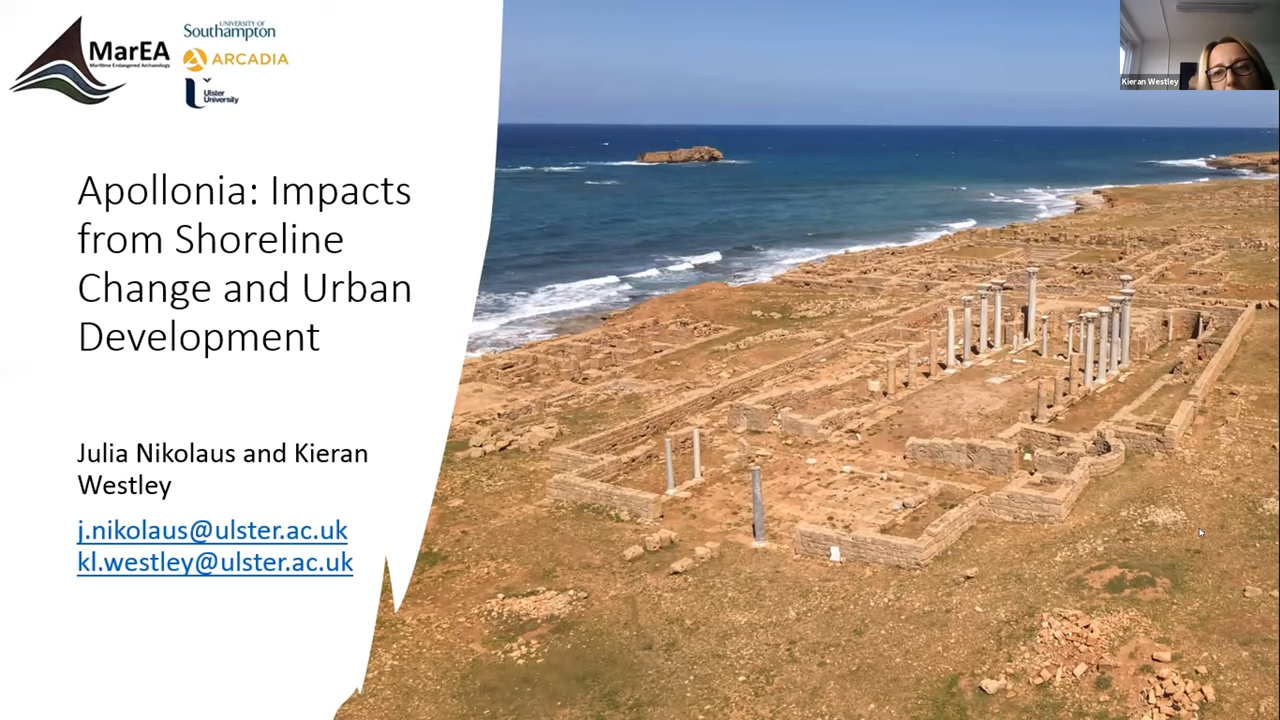 MarEA
Maritime Endangered Archaeology
UNIVERSITY OF
Southampton
ARCADIA
Ulster
University
Kieran Westley
Apollonia: Impacts
from Shoreline
Change and Urban
Development
Julia Nikolaus and Kieran
Westley
j.nikolaus@ulster.ac.uk
kl.westley@ulster.ac.uk